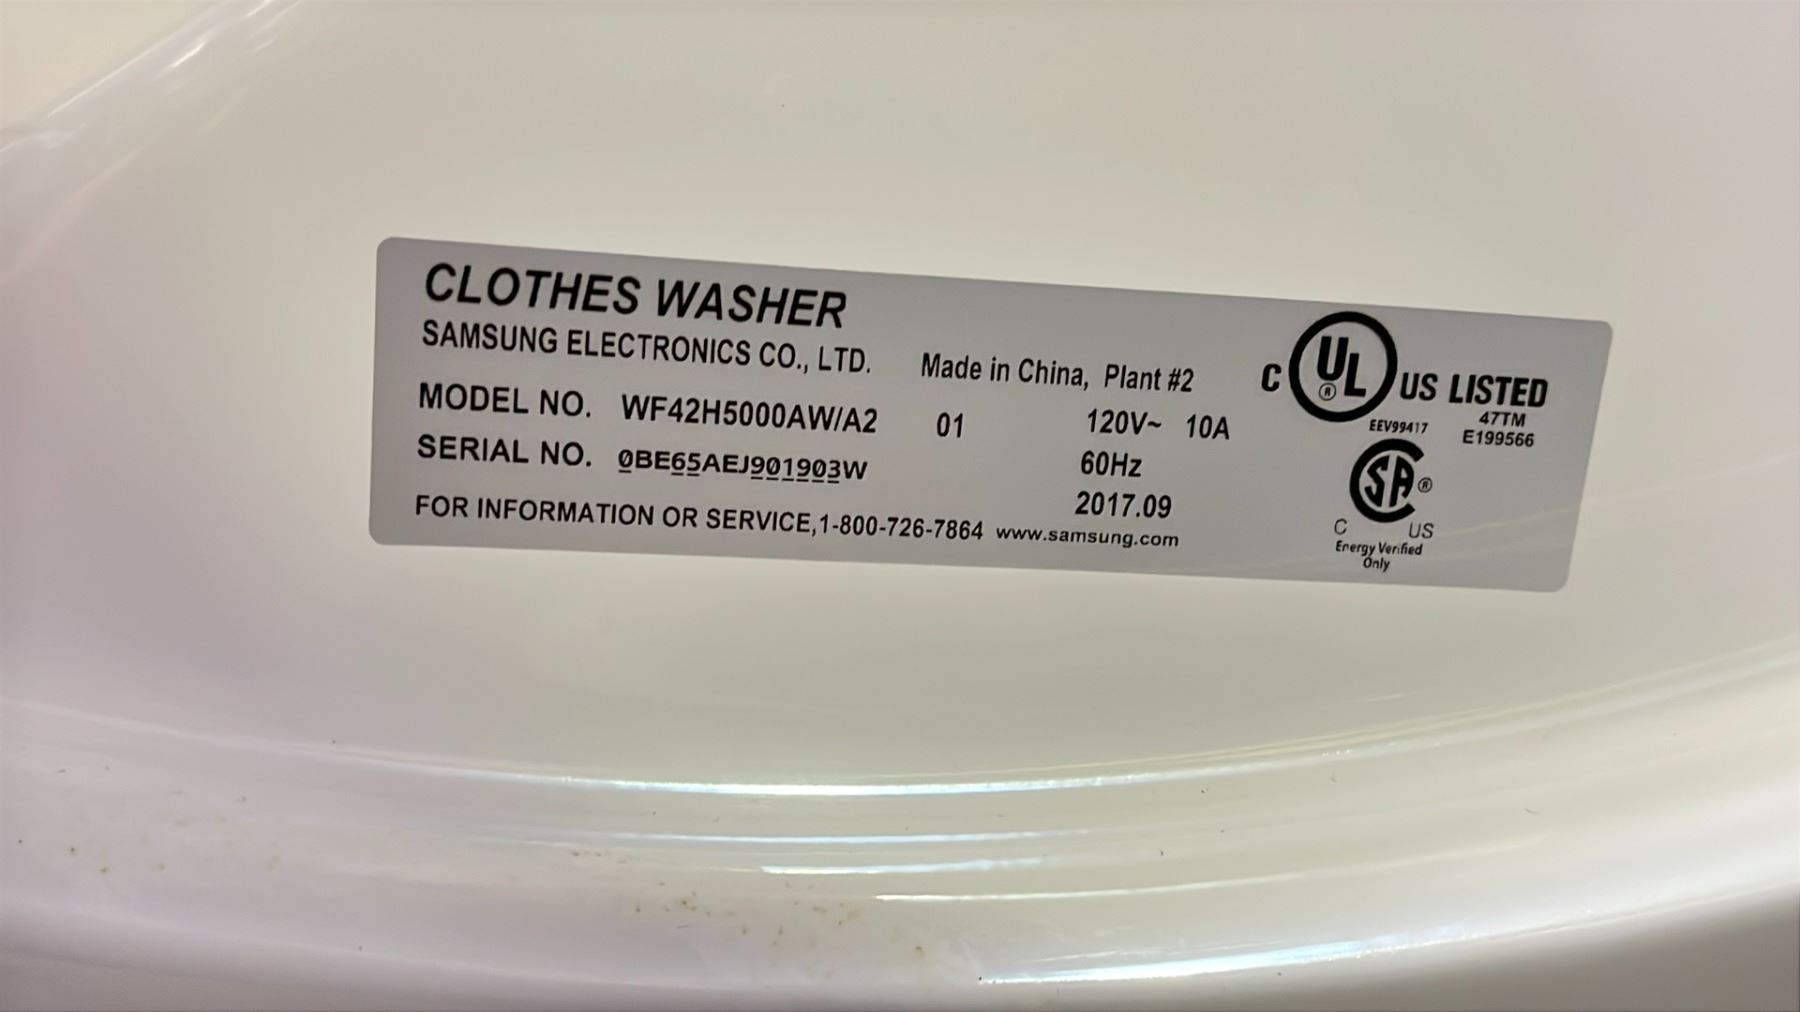 CLOTHES WASHER
SAMSUNG ELECTRONICS CO., LTD. Made in China, Plant #2
MODEL NO. WF42H5000AW/A2 01 120V~ 10A
SERIAL NO. 0BE65AEJ901903W 60Hz
2017.09
FOR INFORMATION OR SERVICE,1-800-726-7864 www.samsung.com
C UL ® US LISTED
EEV99417 47TM
E199566
SA ®
C US
Energy Verified
Only